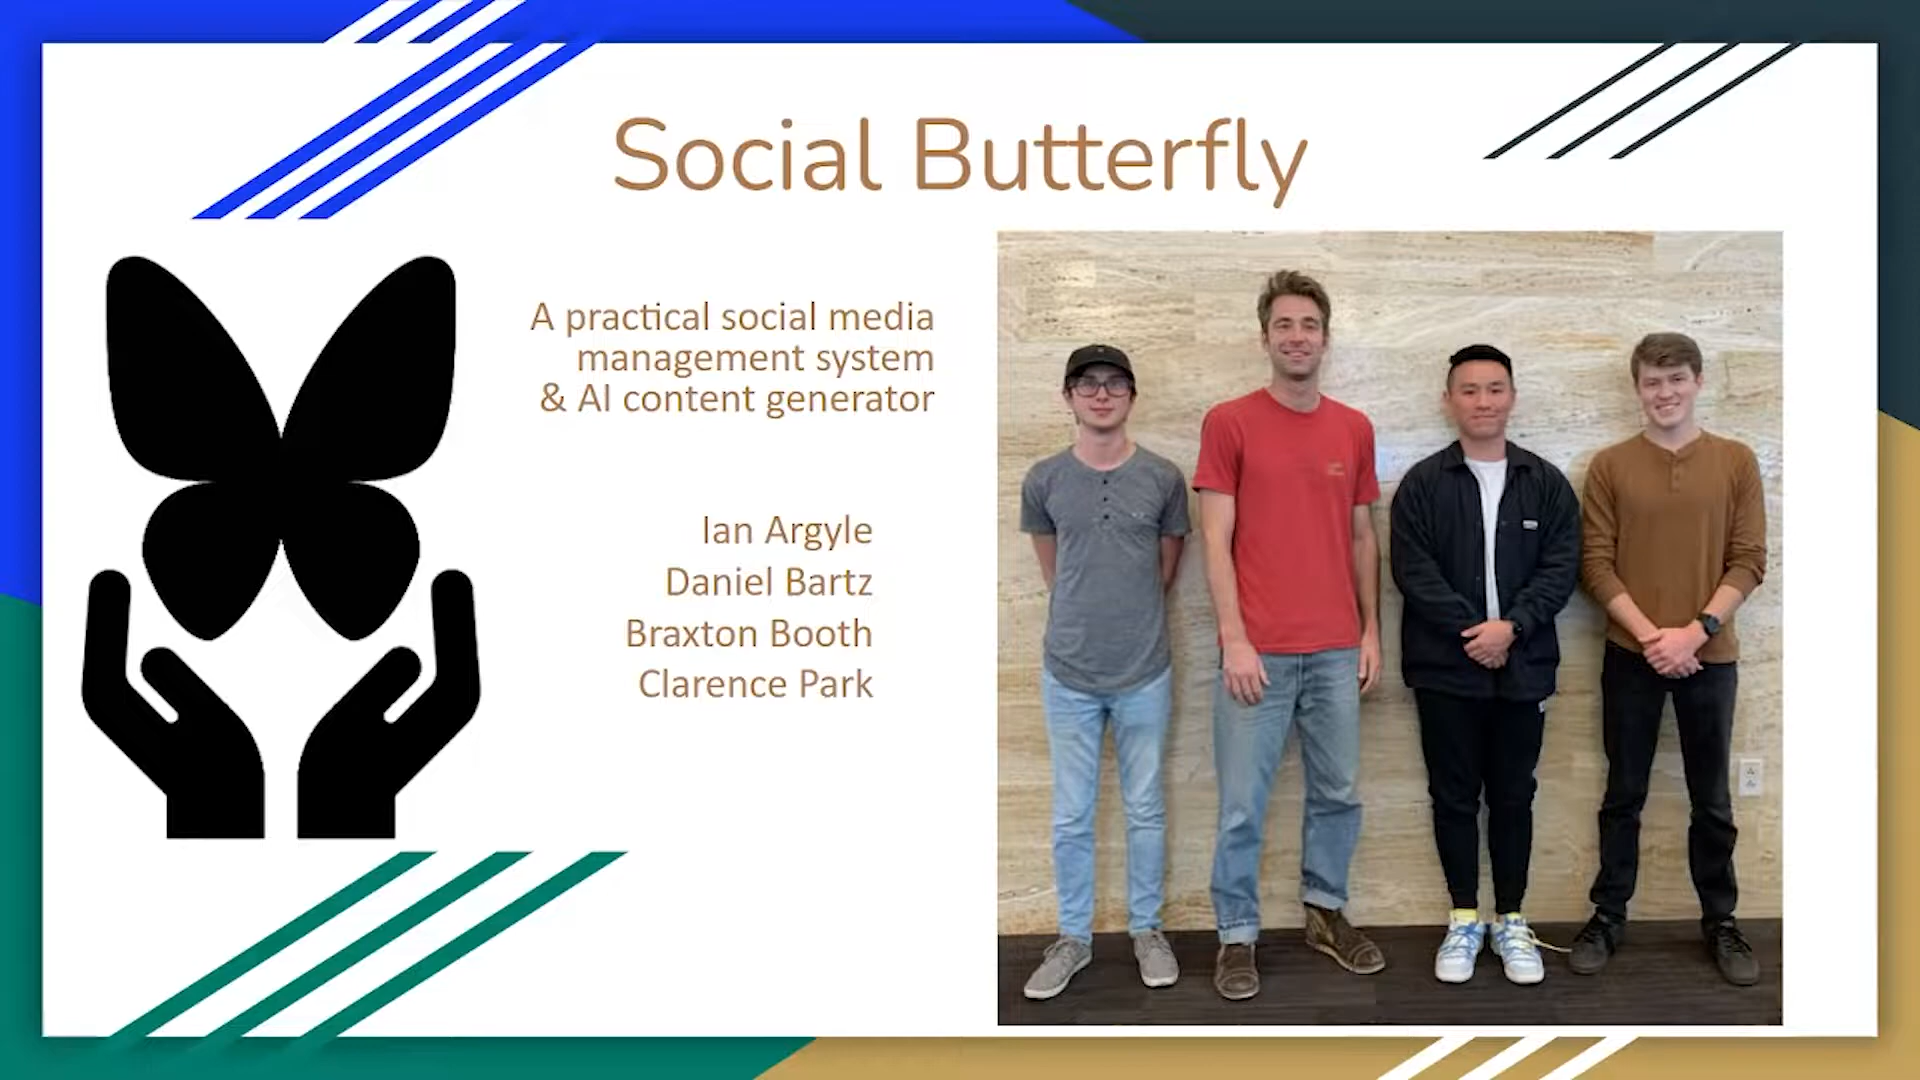 Social Butterfly
A practical social media
management system
& AI content generator
Ian Argyle
Daniel Bartz
Braxton Booth
Clarence Park